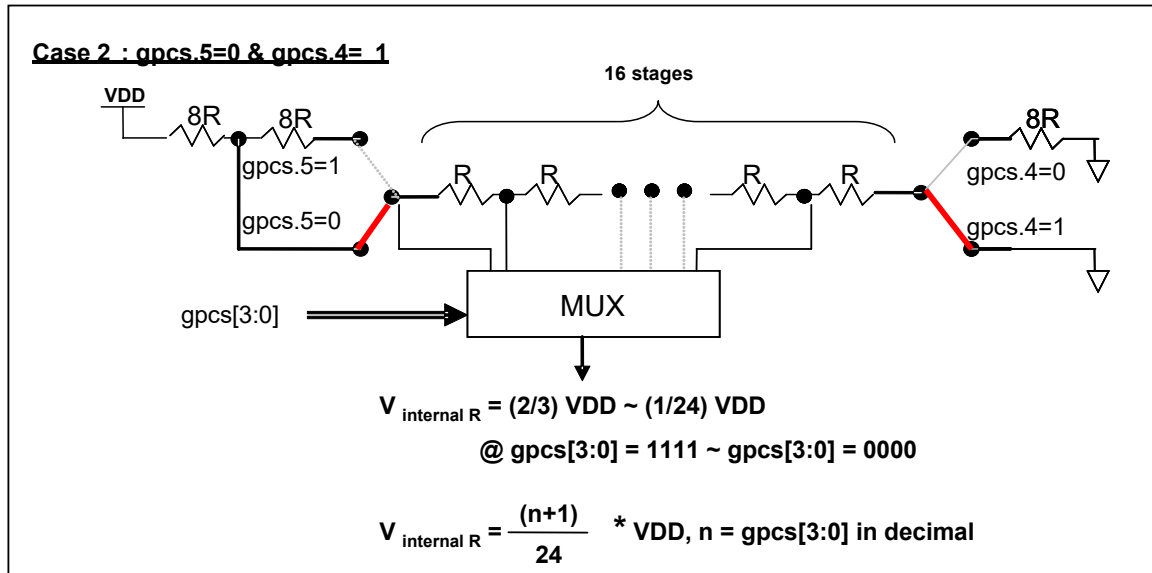 Case 2 : gpcs.5=0 & gpcs.4= 1
16 stages
VDD
8R
8R
8R
gpcs.5=1
gpcs.4=0
R
R
R
R
gpcs.5=0
gpcs.4=1
MUX
gpcs[3:0]
V internal R = (2/3) VDD ~ (1/24) VDD
@ gpcs[3:0] = 1111 ~ gpcs[3:0] = 0000
V internal R = (n+1) * VDD, n = gpcs[3:0] in decimal
24